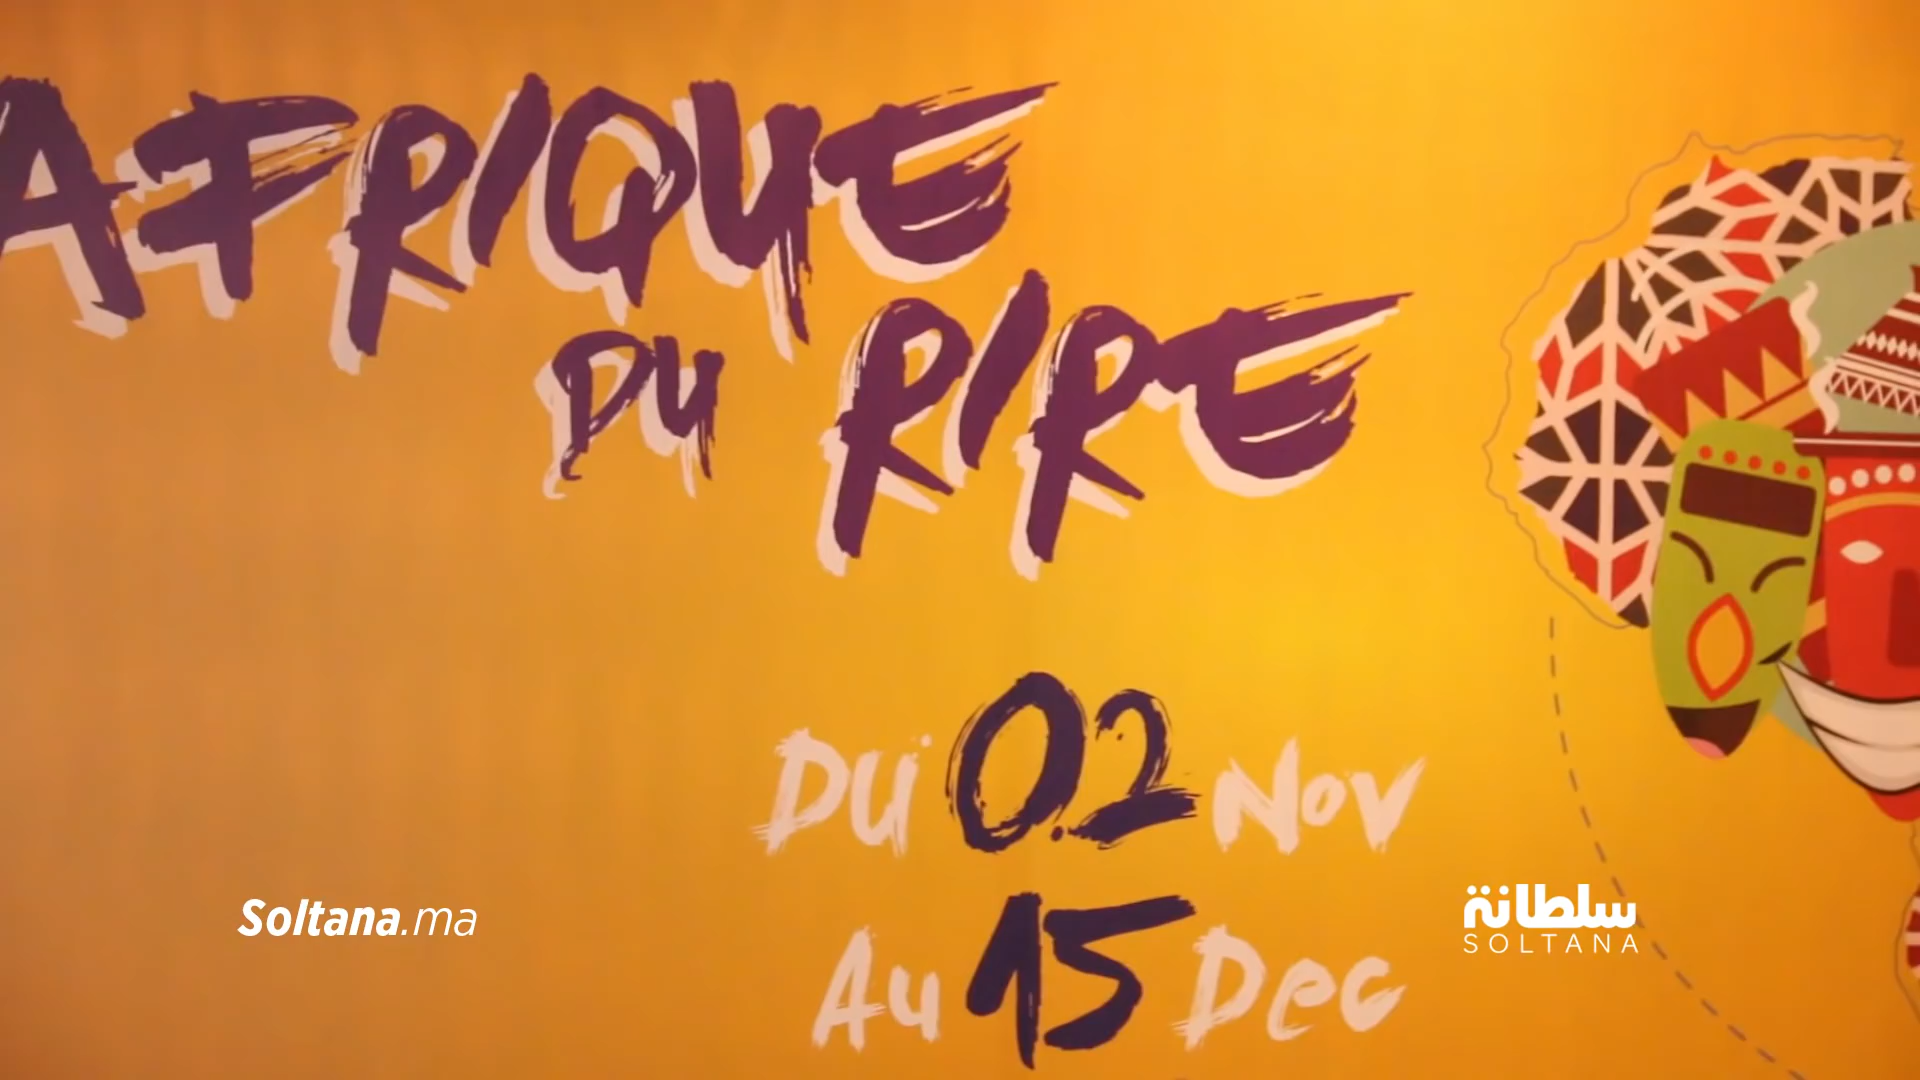 AFRIQUE
DU RIRE
DU 02 Nov
Au 15 Dec
Soltana.ma
سلطانة
SOLTANA